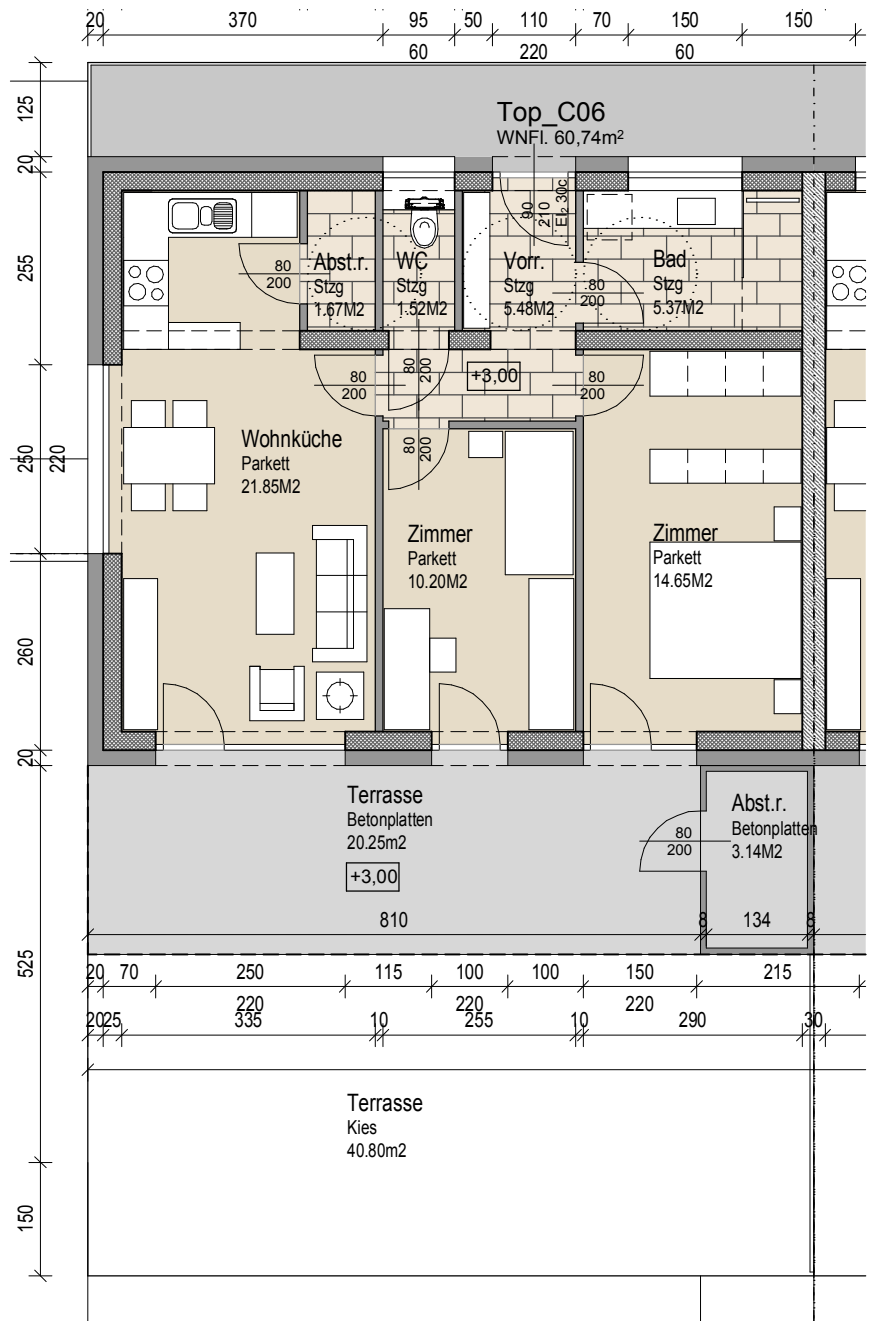 20 370 95 50 110 70 150 150
60 220 60
125
20
255
250
220
260
20
525
150
Top_C06
WNFl. 60,74m²
90
210
EI₂ 30c
Abst.r.
Stzg
1.67M2
WC
Stzg
1.52M2
Vorr.
Stzg
5.48M2
Bad
Stzg
5.37M2
80
200
80
200
80
200
80
200
+3,00
80
200
80
200
Wohnküche
Parkett
21.85M2
Zimmer
Parkett
10.20M2
Zimmer
Parkett
14.65M2
Terrasse
Betonplatten
20.25m2
+3,00
Abst.r.
Betonplatten
3.14M2
80
200
810 8 134 8
20 70 250 115 100 100 150 215
220 220 220
20 25 335 10 255 10 290 30
Terrasse
Kies
40.80m2